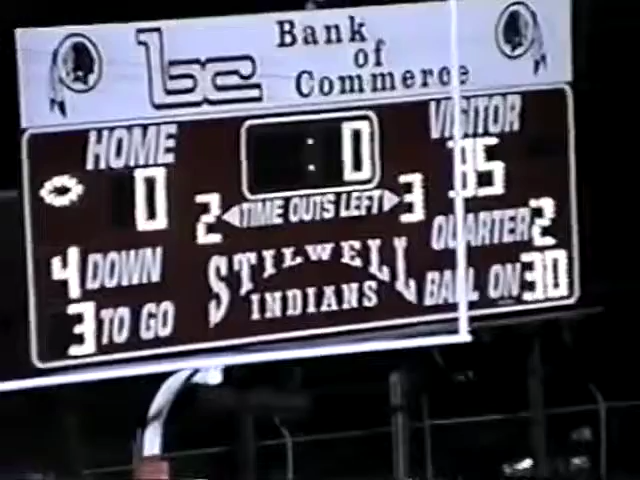 bc Bank
of
Commerce
HOME : 0 VISITOR
0 35
2 TIME OUTS LEFT 3
4 DOWN STILWELL QUARTER 2
3 TO GO INDIANS BALL ON 30